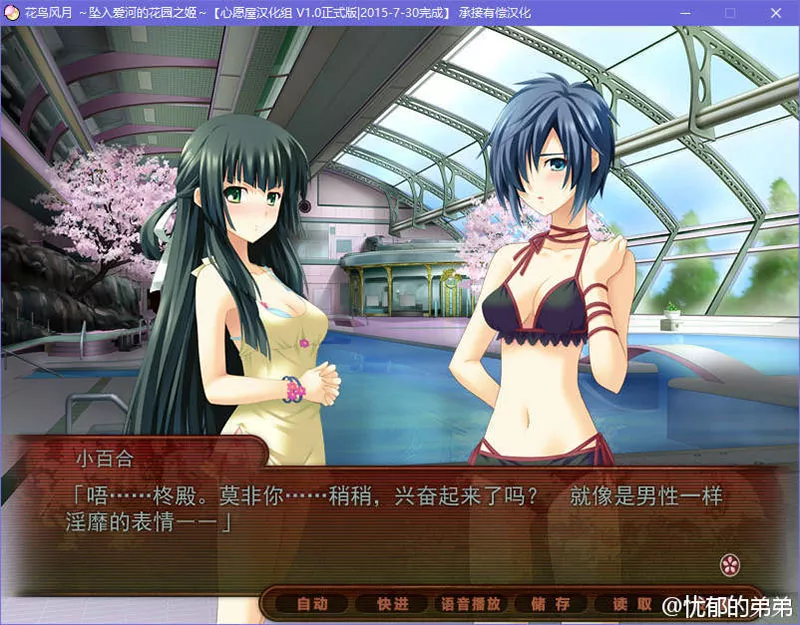 花鸟风月 ～坠入爱河的花园之姬～【心愿屋汉化组 V1.0正式版|2015-7-30完成】 承接有偿汉化
小百合
「唔……柊殿。莫非你……稍稍，兴奋起来了吗？　就像是男性一样
淫靡的表情——」
自动 快进 语音播放 储存 读取
@忧郁的弟弟